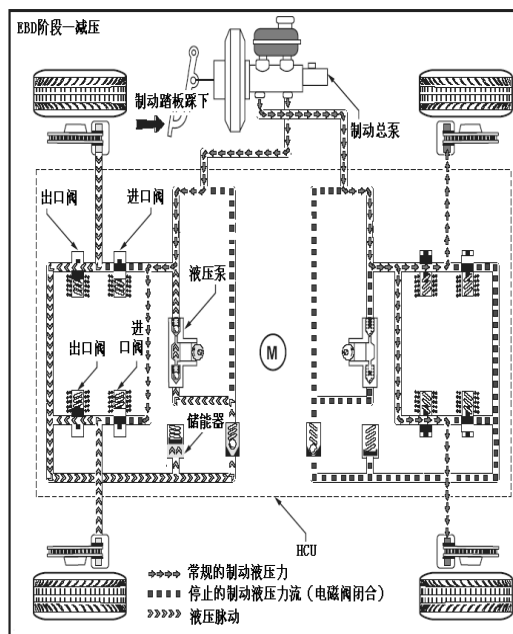 EBD阶段—减压
制动踏板踩下
制动总泵
出口阀
进口阀
液压泵
出口阀
进
口阀
M
储能器
HCU
常规的制动液压力
停止的制动液压力流（电磁阀闭合）
液压脉动